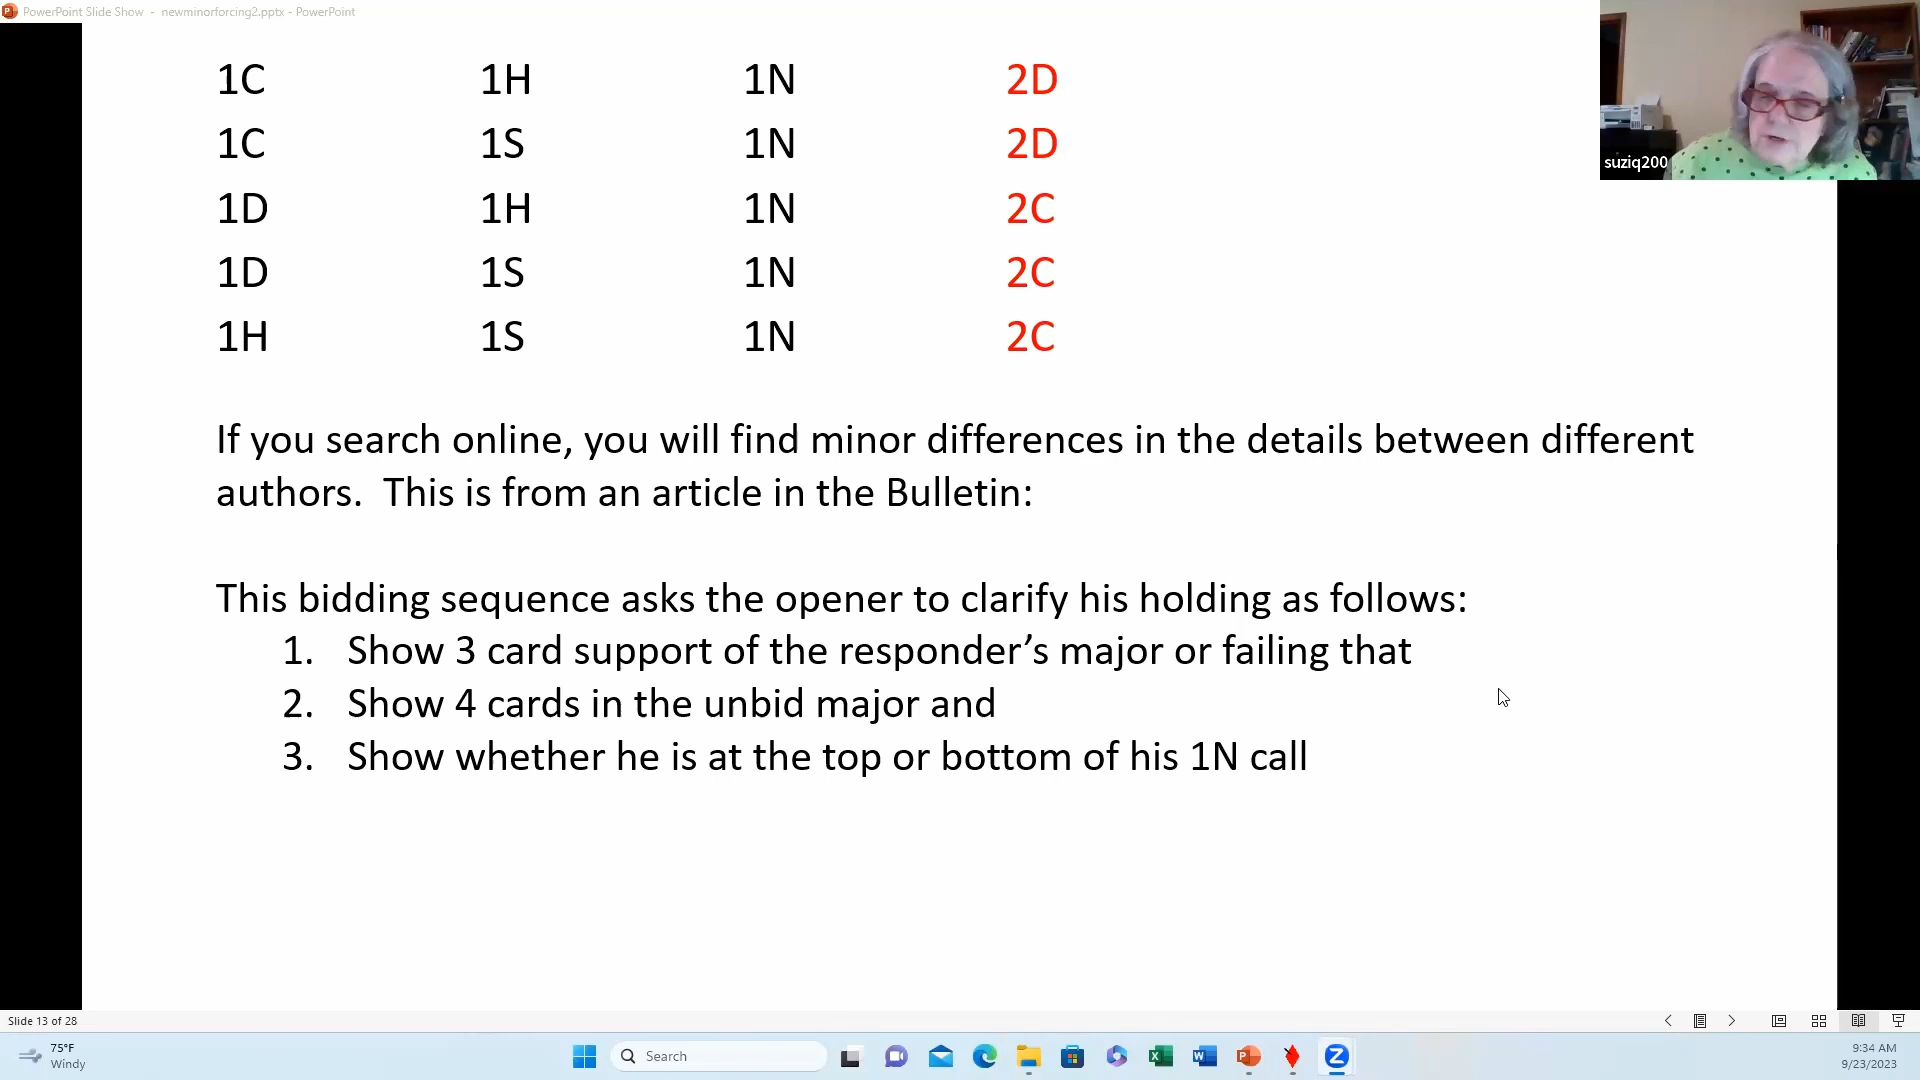 PowerPoint Slide Show - newminorforcing2.pptx - PowerPoint
1C 1H 1N 2D
1C 1S 1N 2D
1D 1H 1N 2C
1D 1S 1N 2C
1H 1S 1N 2C
suziq200
If you search online, you will find minor differences in the details between different
authors. This is from an article in the Bulletin:
This bidding sequence asks the opener to clarify his holding as follows:
1. Show 3 card support of the responder’s major or failing that
2. Show 4 cards in the unbid major and
3. Show whether he is at the top or bottom of his 1N call
Slide 13 of 28
75°F
Windy
Search
9:34 AM
9/23/2023